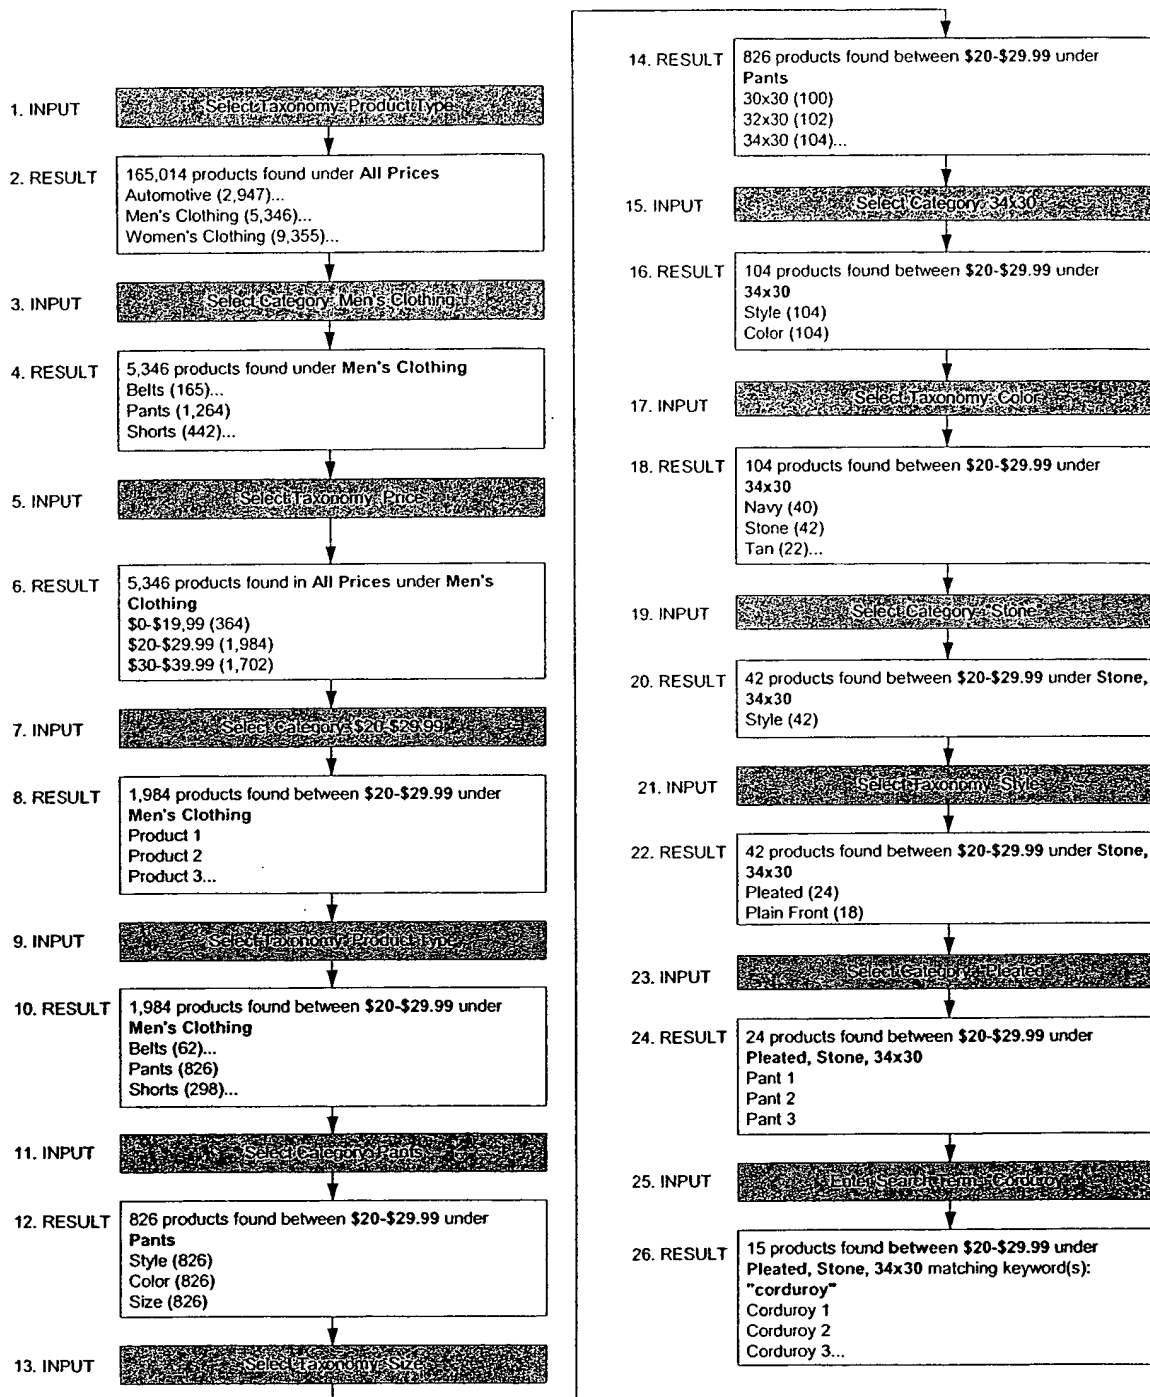 1. INPUT
Select Taxonomy: Product Type
2. RESULT
165,014 products found under All Prices
Automotive (2,947)...
Men's Clothing (5,346)...
Women's Clothing (9,355)...
3. INPUT
Select Category: Men's Clothing
4. RESULT
5,346 products found under Men's Clothing
Belts (165)...
Pants (1,264)
Shorts (442)...
5. INPUT
Select Taxonomy: Price
6. RESULT
5,346 products found in All Prices under Men's
Clothing
$0-$19,99 (364)
$20-$29.99 (1,984)
$30-$39.99 (1,702)
7. INPUT
Select Category: $20-$29.99
8. RESULT
1,984 products found between $20-$29.99 under
Men's Clothing
Product 1
Product 2
Product 3...
9. INPUT
Select Taxonomy: Product Type
10. RESULT
1,984 products found between $20-$29.99 under
Men's Clothing
Belts (62)...
Pants (826)
Shorts (298)...
11. INPUT
Select Category: Pants
12. RESULT
826 products found between $20-$29.99 under
Pants
Style (826)
Color (826)
Size (826)
13. INPUT
Select Taxonomy: Size
14. RESULT
826 products found between $20-$29.99 under
Pants
30x30 (100)
32x30 (102)
34x30 (104)...
15. INPUT
Select Category: 34x30
16. RESULT
104 products found between $20-$29.99 under
34x30
Style (104)
Color (104)
17. INPUT
Select Taxonomy: Color
18. RESULT
104 products found between $20-$29.99 under
34x30
Navy (40)
Stone (42)
Tan (22)...
19. INPUT
Select Category: "Stone"
20. RESULT
42 products found between $20-$29.99 under Stone,
34x30
Style (42)
21. INPUT
Select Taxonomy: Style
22. RESULT
42 products found between $20-$29.99 under Stone,
34x30
Pleated (24)
Plain Front (18)
23. INPUT
Select Category: Pleated
24. RESULT
24 products found between $20-$29.99 under
Pleated, Stone, 34x30
Pant 1
Pant 2
Pant 3
25. INPUT
Enter Search Term: "Corduroy"
26. RESULT
15 products found between $20-$29.99 under
Pleated, Stone, 34x30 matching keyword(s):
"corduroy"
Corduroy 1
Corduroy 2
Corduroy 3...